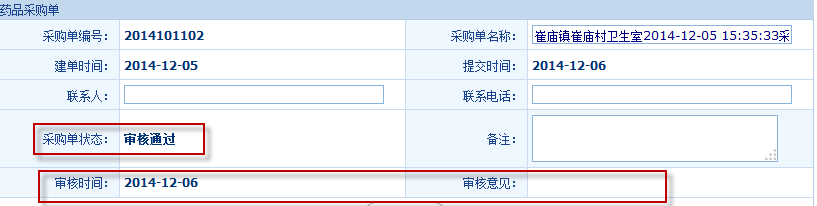 药品采购单
采购单编号： 2014101102 采购单名称： 崔庙镇崔庙村卫生室2014-12-05 15:35:33采
建单时间： 2014-12-05 提交时间： 2014-12-06
联系人： 联系电话：
采购单状态： 审核通过 备注：
审核时间： 2014-12-06 审核意见：